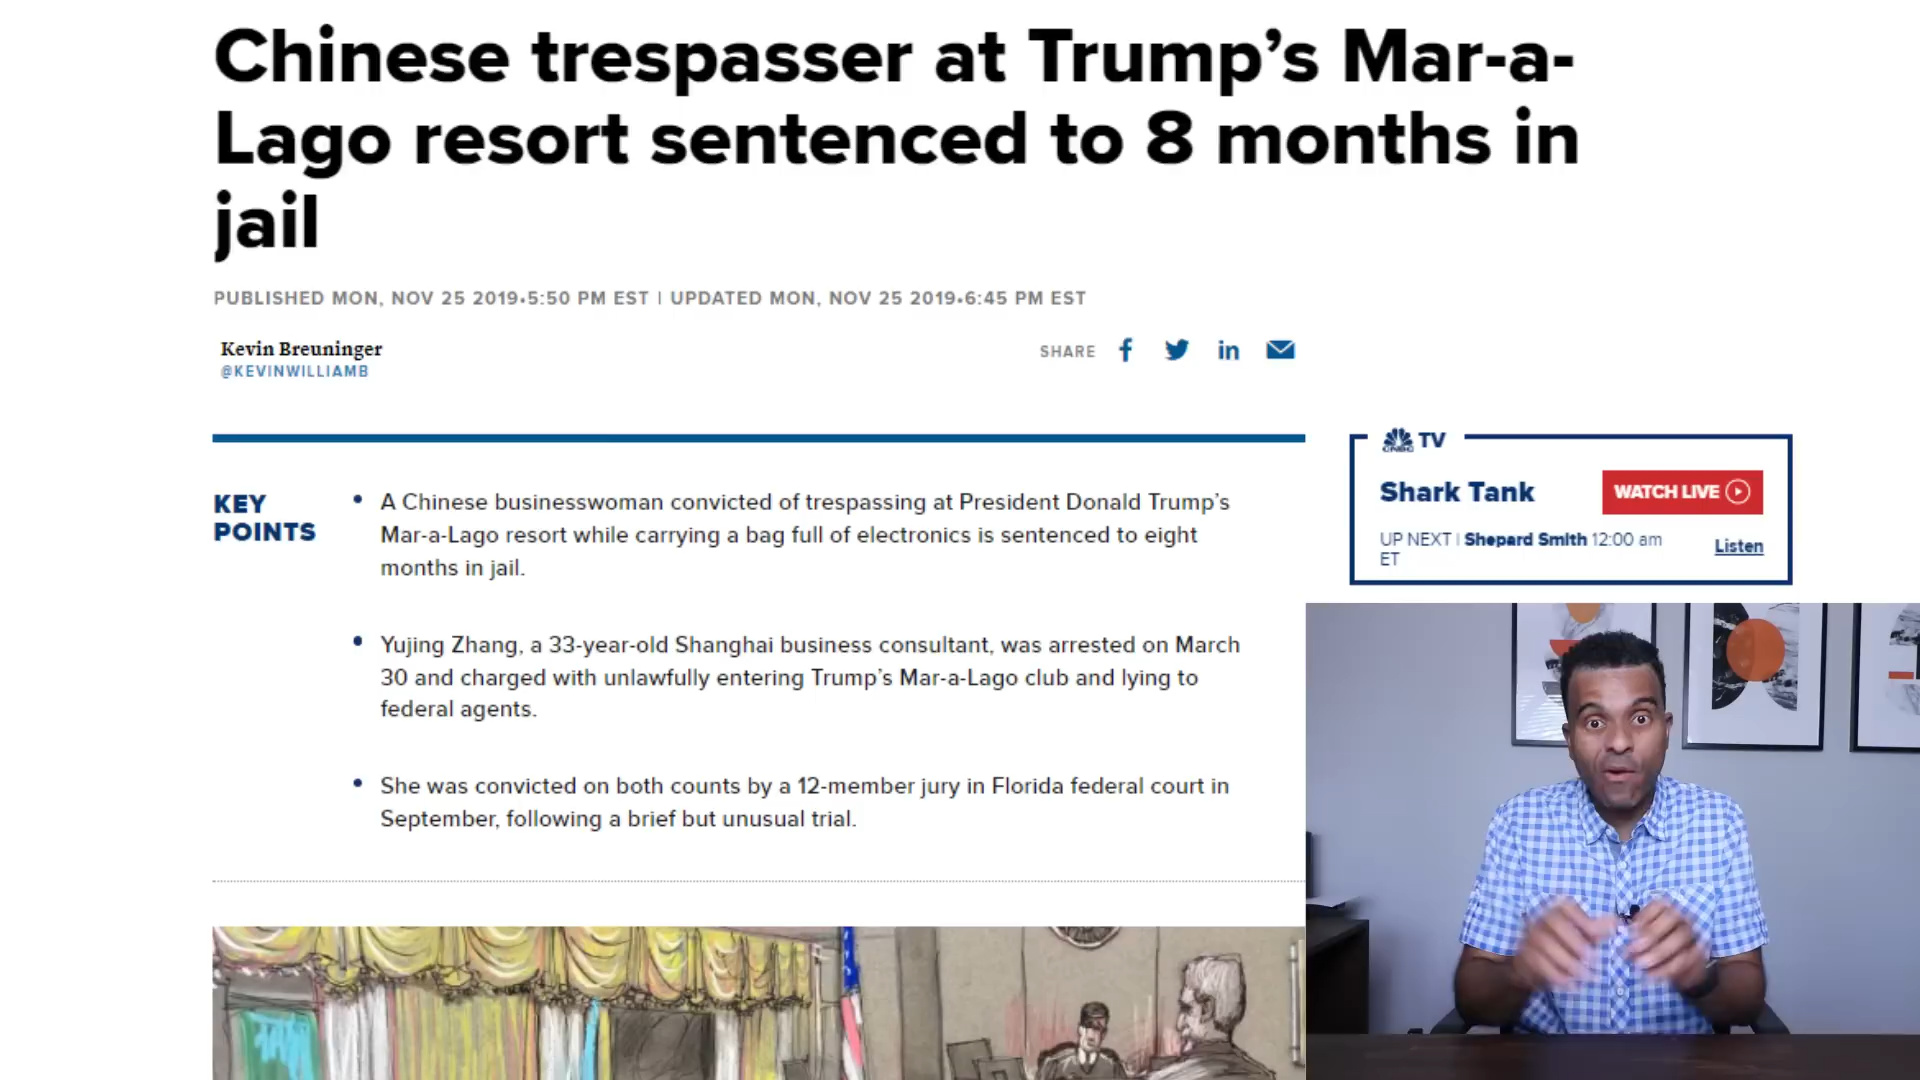 Chinese trespasser at Trump’s Mar-a-
Lago resort sentenced to 8 months in
jail
PUBLISHED MON, NOV 25 2019•5:50 PM EST | UPDATED MON, NOV 25 2019•6:45 PM EST
Kevin Breuninger
@KEVINWILLIAMB
SHARE
KEY
POINTS
A Chinese businesswoman convicted of trespassing at President Donald Trump’s
Mar-a-Lago resort while carrying a bag full of electronics is sentenced to eight
months in jail.
Yujing Zhang, a 33-year-old Shanghai business consultant, was arrested on March
30 and charged with unlawfully entering Trump’s Mar-a-Lago club and lying to
federal agents.
She was convicted on both counts by a 12-member jury in Florida federal court in
September, following a brief but unusual trial.
CNBC TV
Shark Tank
WATCH LIVE
UP NEXT | Shepard Smith 12:00 am
ET
Listen